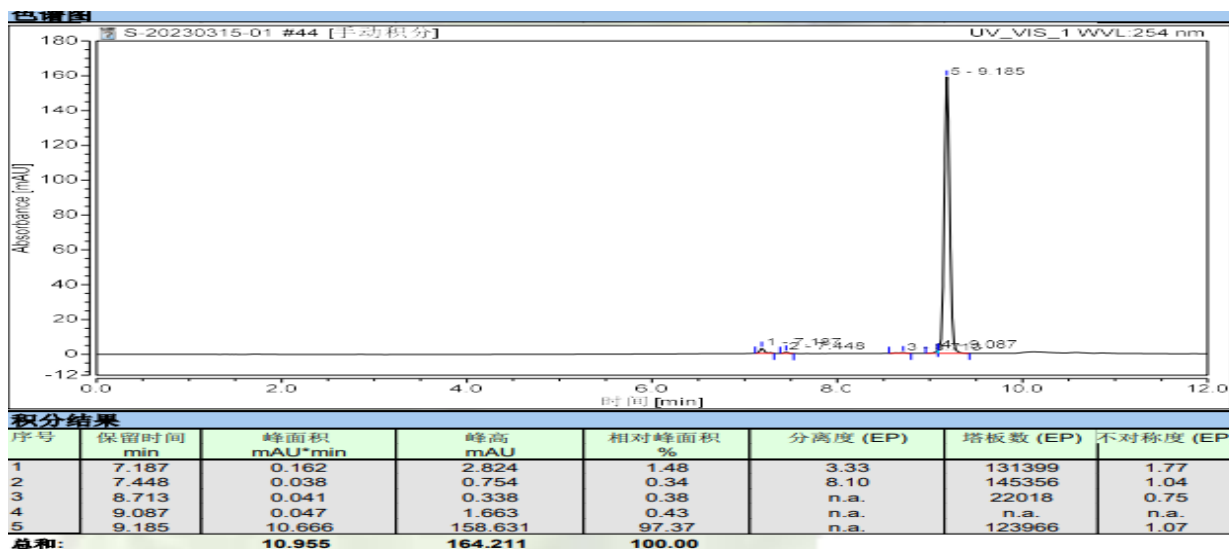 色谱图
S-20230315-01 #44 [手动积分] UV_VIS_1 WVL:254 nm
180
160
140
120
100
80
60
40
20
0
-12
Absorbance [mAU]
5 - 9.185
1 - 7.187
2 - 7.448
3
4 - 9.087
0.0 2.0 4.0 6.0 8.0 10.0 12.0
时间 [min]
积分结果
序号 保留时间 峰面积 峰高 相对峰面积 分离度 (EP) 塔板数 (EP) 不对称度 (EP
min mAU*min mAU %
1 7.187 0.162 2.824 1.48 3.33 131399 1.77
2 7.448 0.038 0.754 0.34 8.10 145356 1.04
3 8.713 0.041 0.338 0.38 n.a. 22018 0.75
4 9.087 0.047 1.663 0.43 n.a. n.a. n.a.
5 9.185 10.666 158.631 97.37 n.a. 123966 1.07
总和: 10.955 164.211 100.00